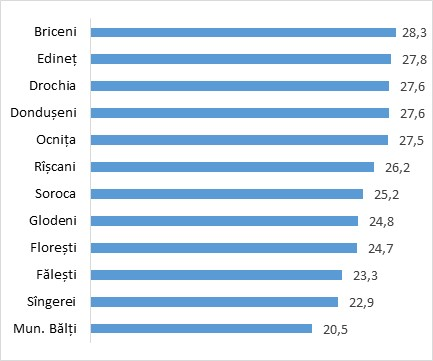 Briceni 28,3
Edineț 27,8
Drochia 27,6
Dondușeni 27,6
Ocnița 27,5
Rîșcani 26,2
Soroca 25,2
Glodeni 24,8
Florești 24,7
Fălești 23,3
Sîngerei 22,9
Mun. Bălți 20,5